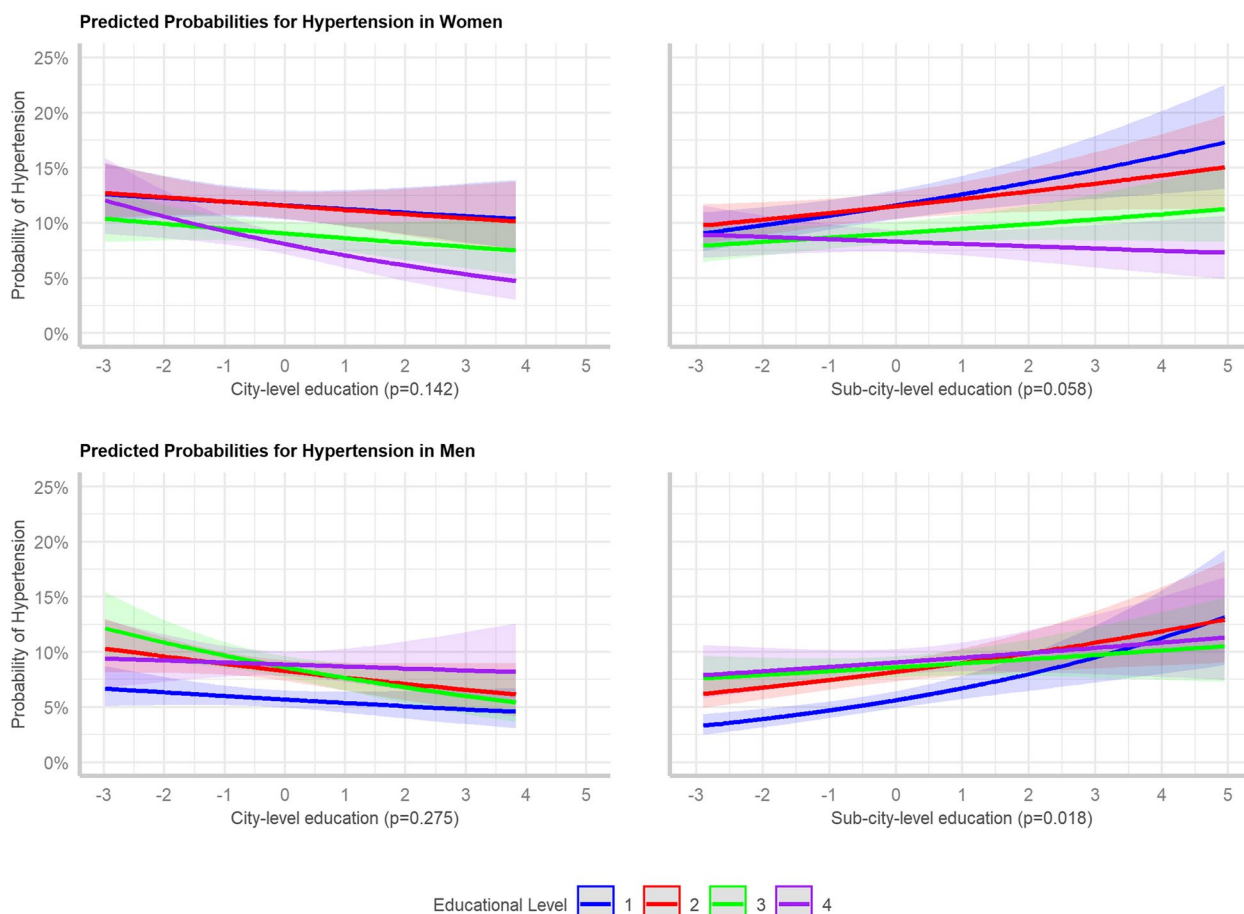 Predicted Probabilities for Hypertension in Women
Probability of Hypertension
25%
20%
15%
10%
5%
0%
-3 -2 -1 0 1 2 3 4 5
City-level education (p=0.142)
-3 -2 -1 0 1 2 3 4 5
Sub-city-level education (p=0.058)
Predicted Probabilities for Hypertension in Men
Probability of Hypertension
25%
20%
15%
10%
5%
0%
-3 -2 -1 0 1 2 3 4 5
City-level education (p=0.275)
-3 -2 -1 0 1 2 3 4 5
Sub-city-level education (p=0.018)
Educational Level 1 2 3 4